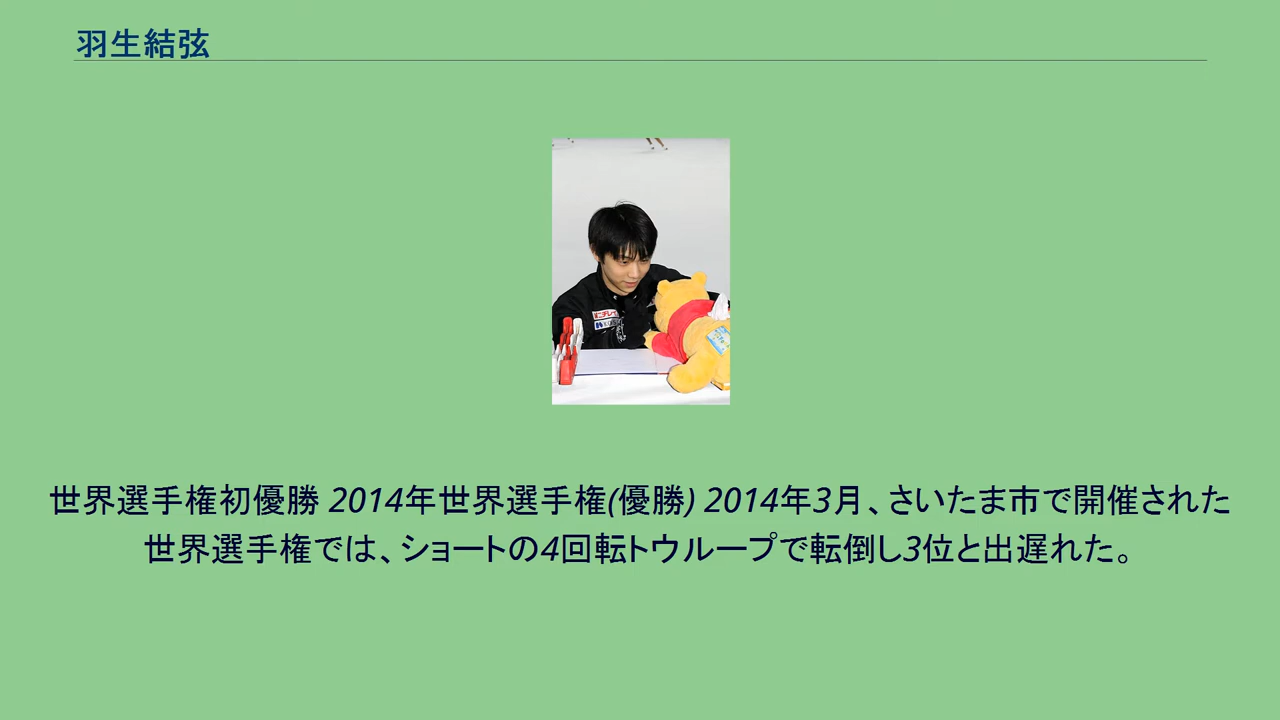 羽生結弦
世界選手権初優勝 2014年世界選手権(優勝) 2014年3月、さいたま市で開催された
世界選手権では、ショートの4回転トウループで転倒し3位と出遅れた。